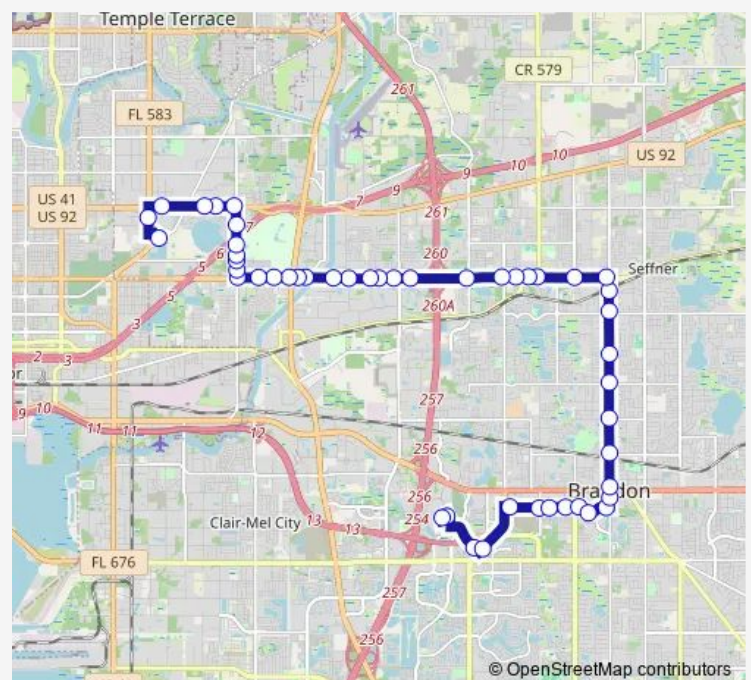 Temple Terrace
261
CR 579
FL 583
10
10
US 92
9
9
7
US 41
US 92
261
7
6
260
Seffner
5
5
260A
3
2
3
or
257
9
10
11
11
12
256
256
Brandon
254
Clair-Mel City
13
13
FL 676
257
256
© OpenStreetMap contributors